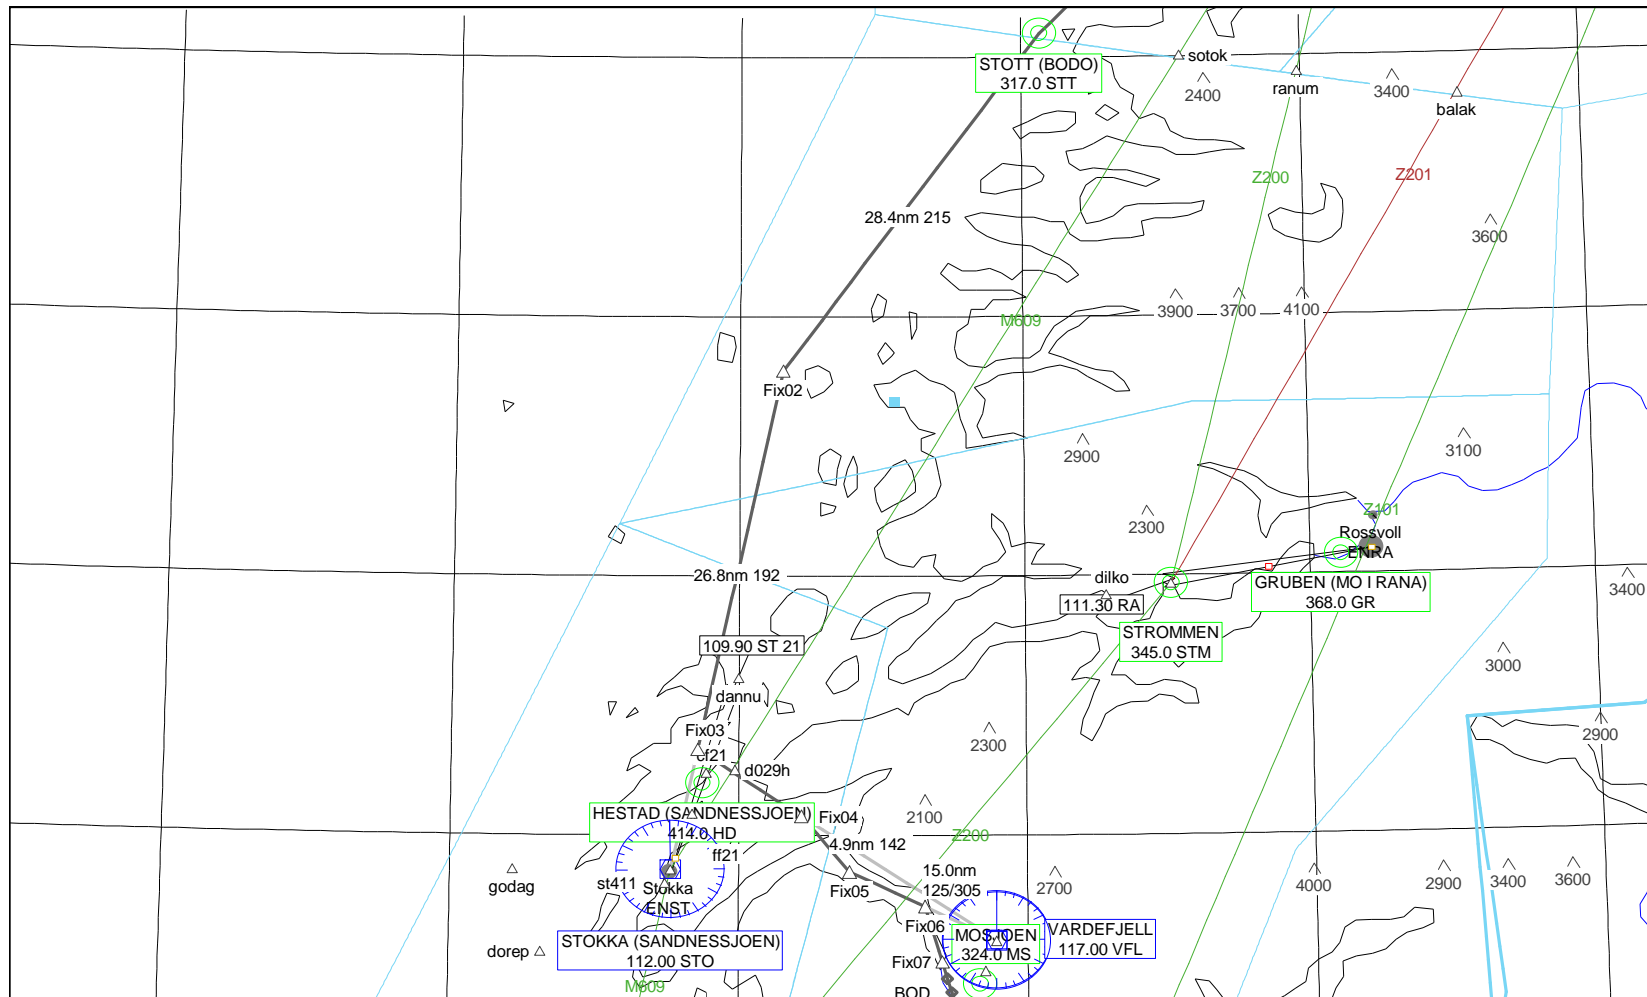 sotok
STOTT (BODO)
317.0 STT
2400
ranum
3400
balak
Z200
Z201
28.4nm 215
3600
3900
3700
4100
M609
Fix02
2900
3100
2300
Z101
Rossvoll
ENRA
26.8nm 192
dilko
111.30 RA
GRUBEN (MO I RANA)
368.0 GR
3400
STROMMEN
345.0 STM
109.90 ST 21
3000
dannu
Fix03
2300
2900
cf21
d029h
HESTAD (SANDNESSJOEN)
414.0 HD
Fix04
2100
Z200
4.9nm 142
ff21
15.0nm
125/305
godag
st411
Stokka
ENST
Fix05
2700
4000
2900
3400
3600
Fix06
MOSJOEN
324.0 MS
VARDEFJELL
117.00 VFL
dorep
STOKKA (SANDNESSJOEN)
112.00 STO
Fix07
M609
BOD